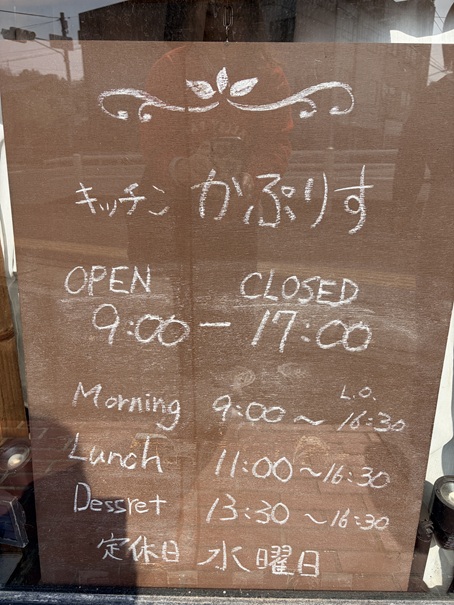 キッチン かぷりす
OPEN CLOSED
9:00 - 17:00
L.O.
Morning 9:00 ~ 16:30
Lunch 11:00 ~ 16:30
Dessret 13:30 ~ 16:30
定休日 水曜日